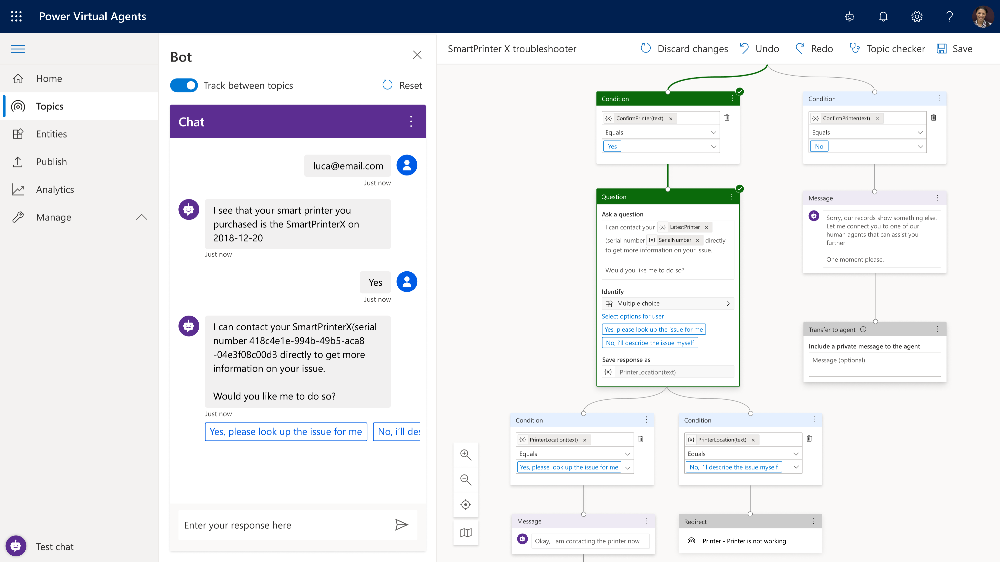 Power Virtual Agents
Home
Topics
Entities
Publish
Analytics
Manage
Test chat
Bot
Track between topics
Reset
Chat
luca@email.com
Just now
I see that your smart printer you
purchased is the SmartPrinterX on
2018-12-20
Just now
Yes
Just now
I can contact your SmartPrinterX(serial
number 418c4e1e-994b-49b5-aca8
-04e3f08c00d3 directly to get more
information on your issue.
Would you like me to do so?
Just now
Yes, please look up the issue for me
No, i’ll des
Enter your response here
SmartPrinter X troubleshooter
Discard changes
Undo
Redo
Topic checker
Save
Condition
{x} ConfirmPrinter(text) ×
Equals
Yes
Condition
{x} ConfirmPrinter(text) ×
Equals
No
Question
Ask a question
I can contact your {x} LatestPrinter ×
(serial number {x} SerialNumber × directly
to get more information on your issue.
Would you like me to do so?
Identify
Multiple choice
Select options for user
Yes, please look up the issue for me
No, i’ll describe the issue myself
Save response as
{x} PrinterLocation(text)
Message
Sorry, our records show something else.
Let me connect you to one of our
human agents that can assist you
further.
One moment please.
Transfer to agent
Include a private message to the agent
Message (optional)
Condition
{x} PrinterLocation(text) ×
Equals
Yes, please look up the issue for me
Condition
{x} PrinterLocation(text) ×
Equals
No, i’ll describe the issue myself
Message
Okay, I am contacting the printer now
Redirect
Printer - Printer is not working